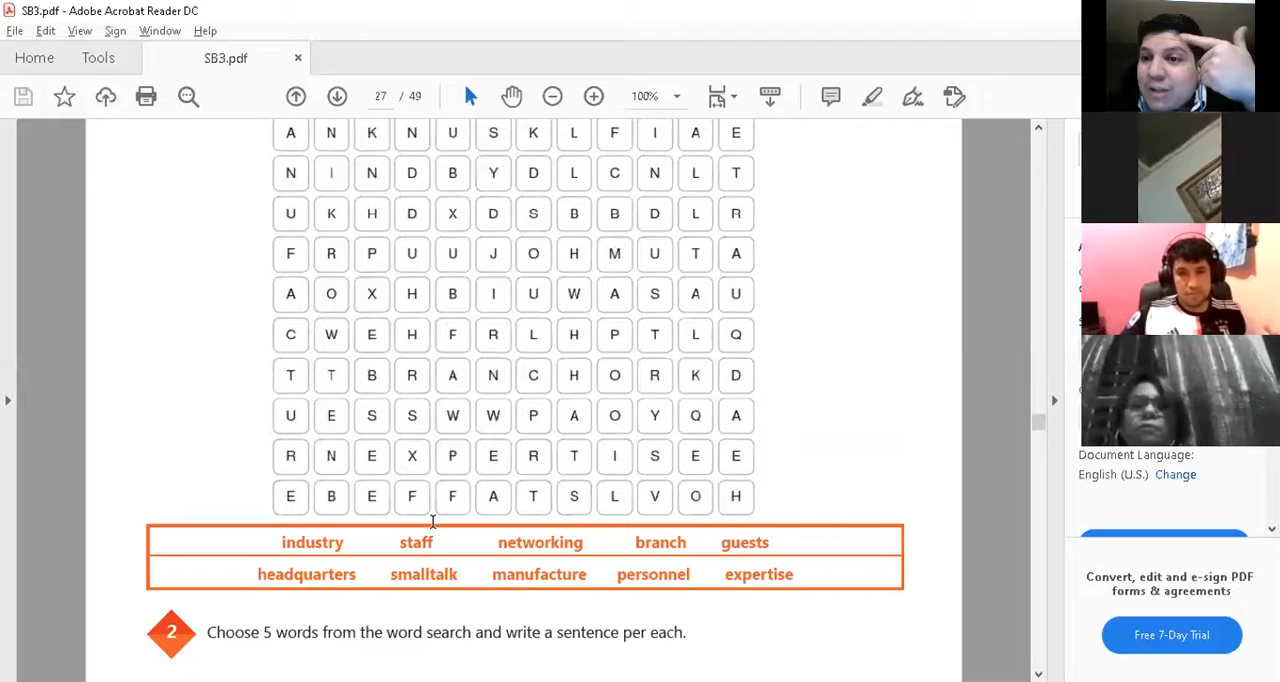 SB3.pdf - Adobe Acrobat Reader DC
File Edit View Sign Window Help
Home Tools SB3.pdf ×
27 / 49 100%
A N K N U S K L F I A E
N I N D B Y D L C N L T
U K H D X D S B B D L R
F R P U U J O H M U T A
A O X H B I U W A S A U
C W E H F R L H P T L Q
T T B R A N C H O R K D
U E S S W W P A O Y Q A
R N E X P E R T I S E E
E B E F F A T S L V O H
industry staff networking branch guests
headquarters smalltalk manufacture personnel expertise
2 Choose 5 words from the word search and write a sentence per each.
Document Language:
English (U.S.) Change
Convert, edit and e-sign PDF
forms & agreements
Free 7-Day Trial